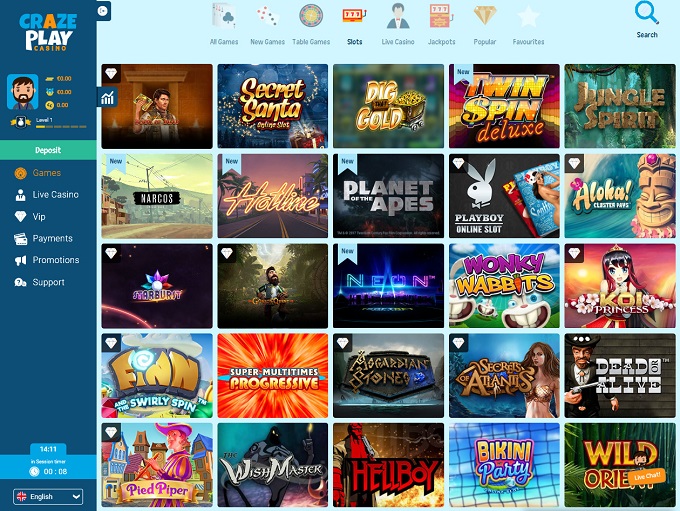 CRAZE
PLAY
CASINO
€0.00
€0.00
0.00
Level 1
Deposit
Games
Live Casino
Vip
Payments
Promotions
Support
14:11
in Session timer
00 : 08
English
All Games
New Games
Table Games
Slots
Live Casino
Jackpots
Popular
Favourites
Search
Secret
Santa
Online Slot
DIG
GOLD
New
TWIN
SPIN
deluxe
JUNGLE
SPIRIT
New
NARCOS
New
Hotline
New
PLANET
OF THE
APES
PLAYBOY
ONLINE SLOT
Aloha!
CLUSTER PAYS
STARBURST
New
NEON
WONKY
WABBITS
KOI
PRINCESS
FINN
AND THE
SWIRLY SPIN™
SUPER-MULTITIMES
PROGRESSIVE
ASGARDIAN
STONES
SECRETS
OF ATLANTIS
DEAD OR
ALIVE
Pied Piper
THE
WISHMASTER
HELLBOY
BIKINI
Party
WILD
ORIENT
Live Chat!